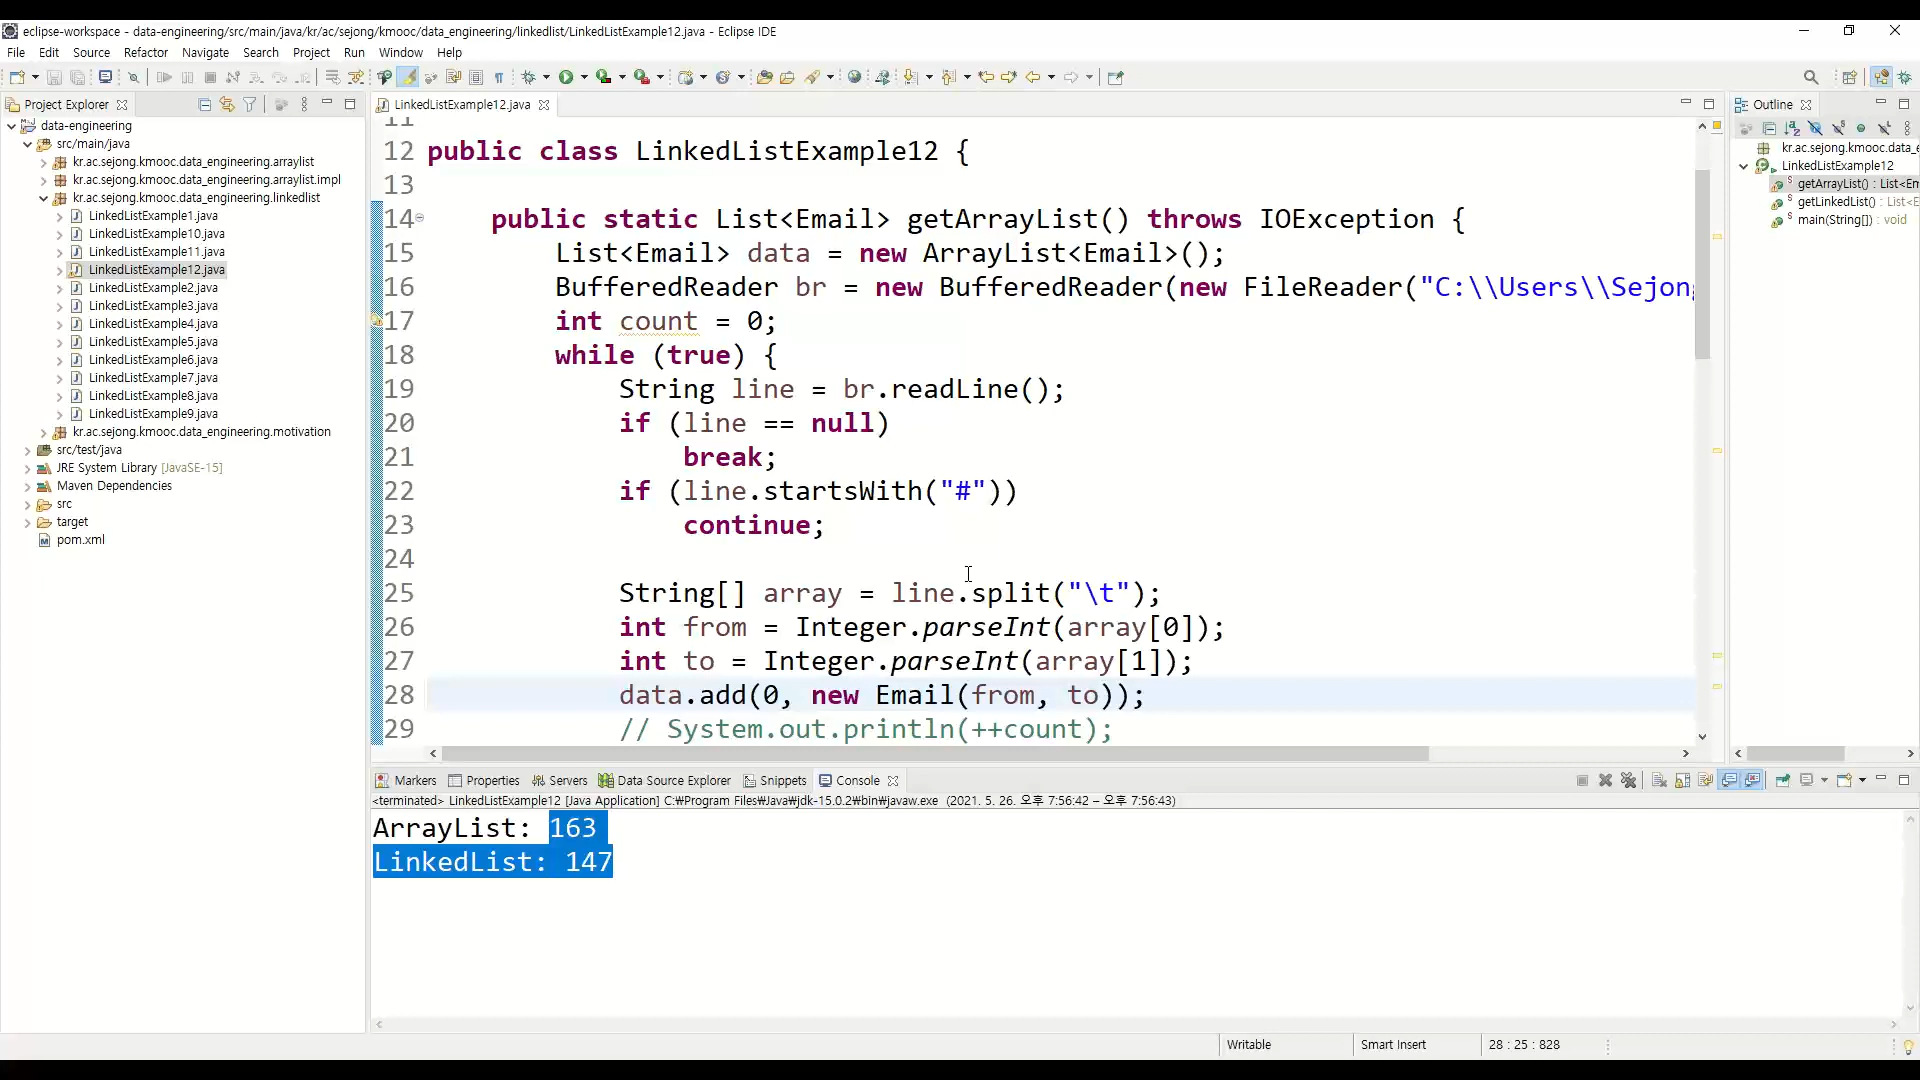 eclipse-workspace - data-engineering/src/main/java/kr/ac/sejong/kmooc/data_engineering/linkedlist/LinkedListExample12.java - Eclipse IDE
File Edit Source Refactor Navigate Search Project Run Window Help
Project Explorer
data-engineering
src/main/java
kr.ac.sejong.kmooc.data_engineering.arraylist
kr.ac.sejong.kmooc.data_engineering.arraylist.impl
kr.ac.sejong.kmooc.data_engineering.linkedlist
LinkedListExample1.java
LinkedListExample10.java
LinkedListExample11.java
LinkedListExample12.java
LinkedListExample2.java
LinkedListExample3.java
LinkedListExample4.java
LinkedListExample5.java
LinkedListExample6.java
LinkedListExample7.java
LinkedListExample8.java
LinkedListExample9.java
kr.ac.sejong.kmooc.data_engineering.motivation
src/test/java
JRE System Library [JavaSE-15]
Maven Dependencies
src
target
pom.xml
LinkedListExample12.java
11
12 public class LinkedListExample12 {
13
14 public static List<Email> getArrayList() throws IOException {
15 List<Email> data = new ArrayList<Email>();
16 BufferedReader br = new BufferedReader(new FileReader("C:\\Users\\Sejong
17 int count = 0;
18 while (true) {
19 String line = br.readLine();
20 if (line == null)
21 break;
22 if (line.startsWith("#"))
23 continue;
24
25 String[] array = line.split("\t");
26 int from = Integer.parseInt(array[0]);
27 int to = Integer.parseInt(array[1]);
28 data.add(0, new Email(from, to));
29 // System.out.println(++count);
Outline
kr.ac.sejong.kmooc.data_
LinkedListExample12
getArrayList() : List<Em
getLinkedList() : List<E
main(String[]) : void
Markers Properties Servers Data Source Explorer Snippets Console
<terminated> LinkedListExample12 [Java Application] C:₩Program Files₩Java₩jdk-15.0.2₩bin₩javaw.exe (2021. 5. 26. 오후 7:56:42 – 오후 7:56:43)
ArrayList: 163
LinkedList: 147
Writable Smart Insert 28 : 25 : 828